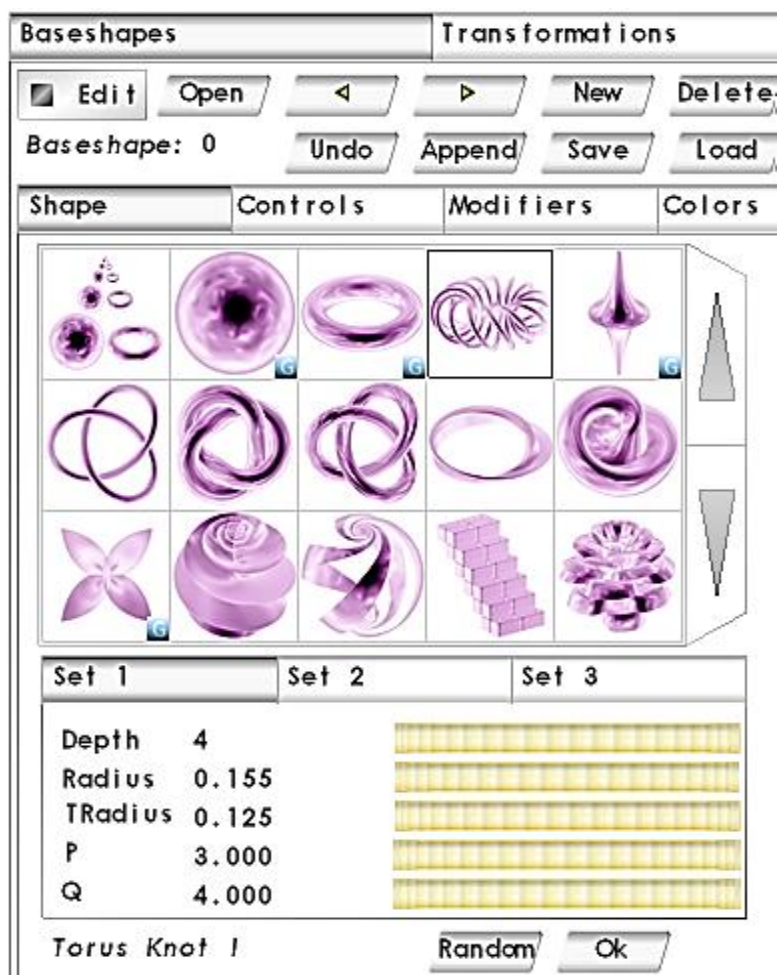 Baseshapes Transformations
Edit Open New Delete
Baseshape: 0 Undo Append Save Load
Shape Controls Modifiers Colors
G G G
G
Set 1 Set 2 Set 3
Depth 4
Radius 0.155
TRadius 0.125
P 3.000
Q 4.000
Torus Knot I Random Ok